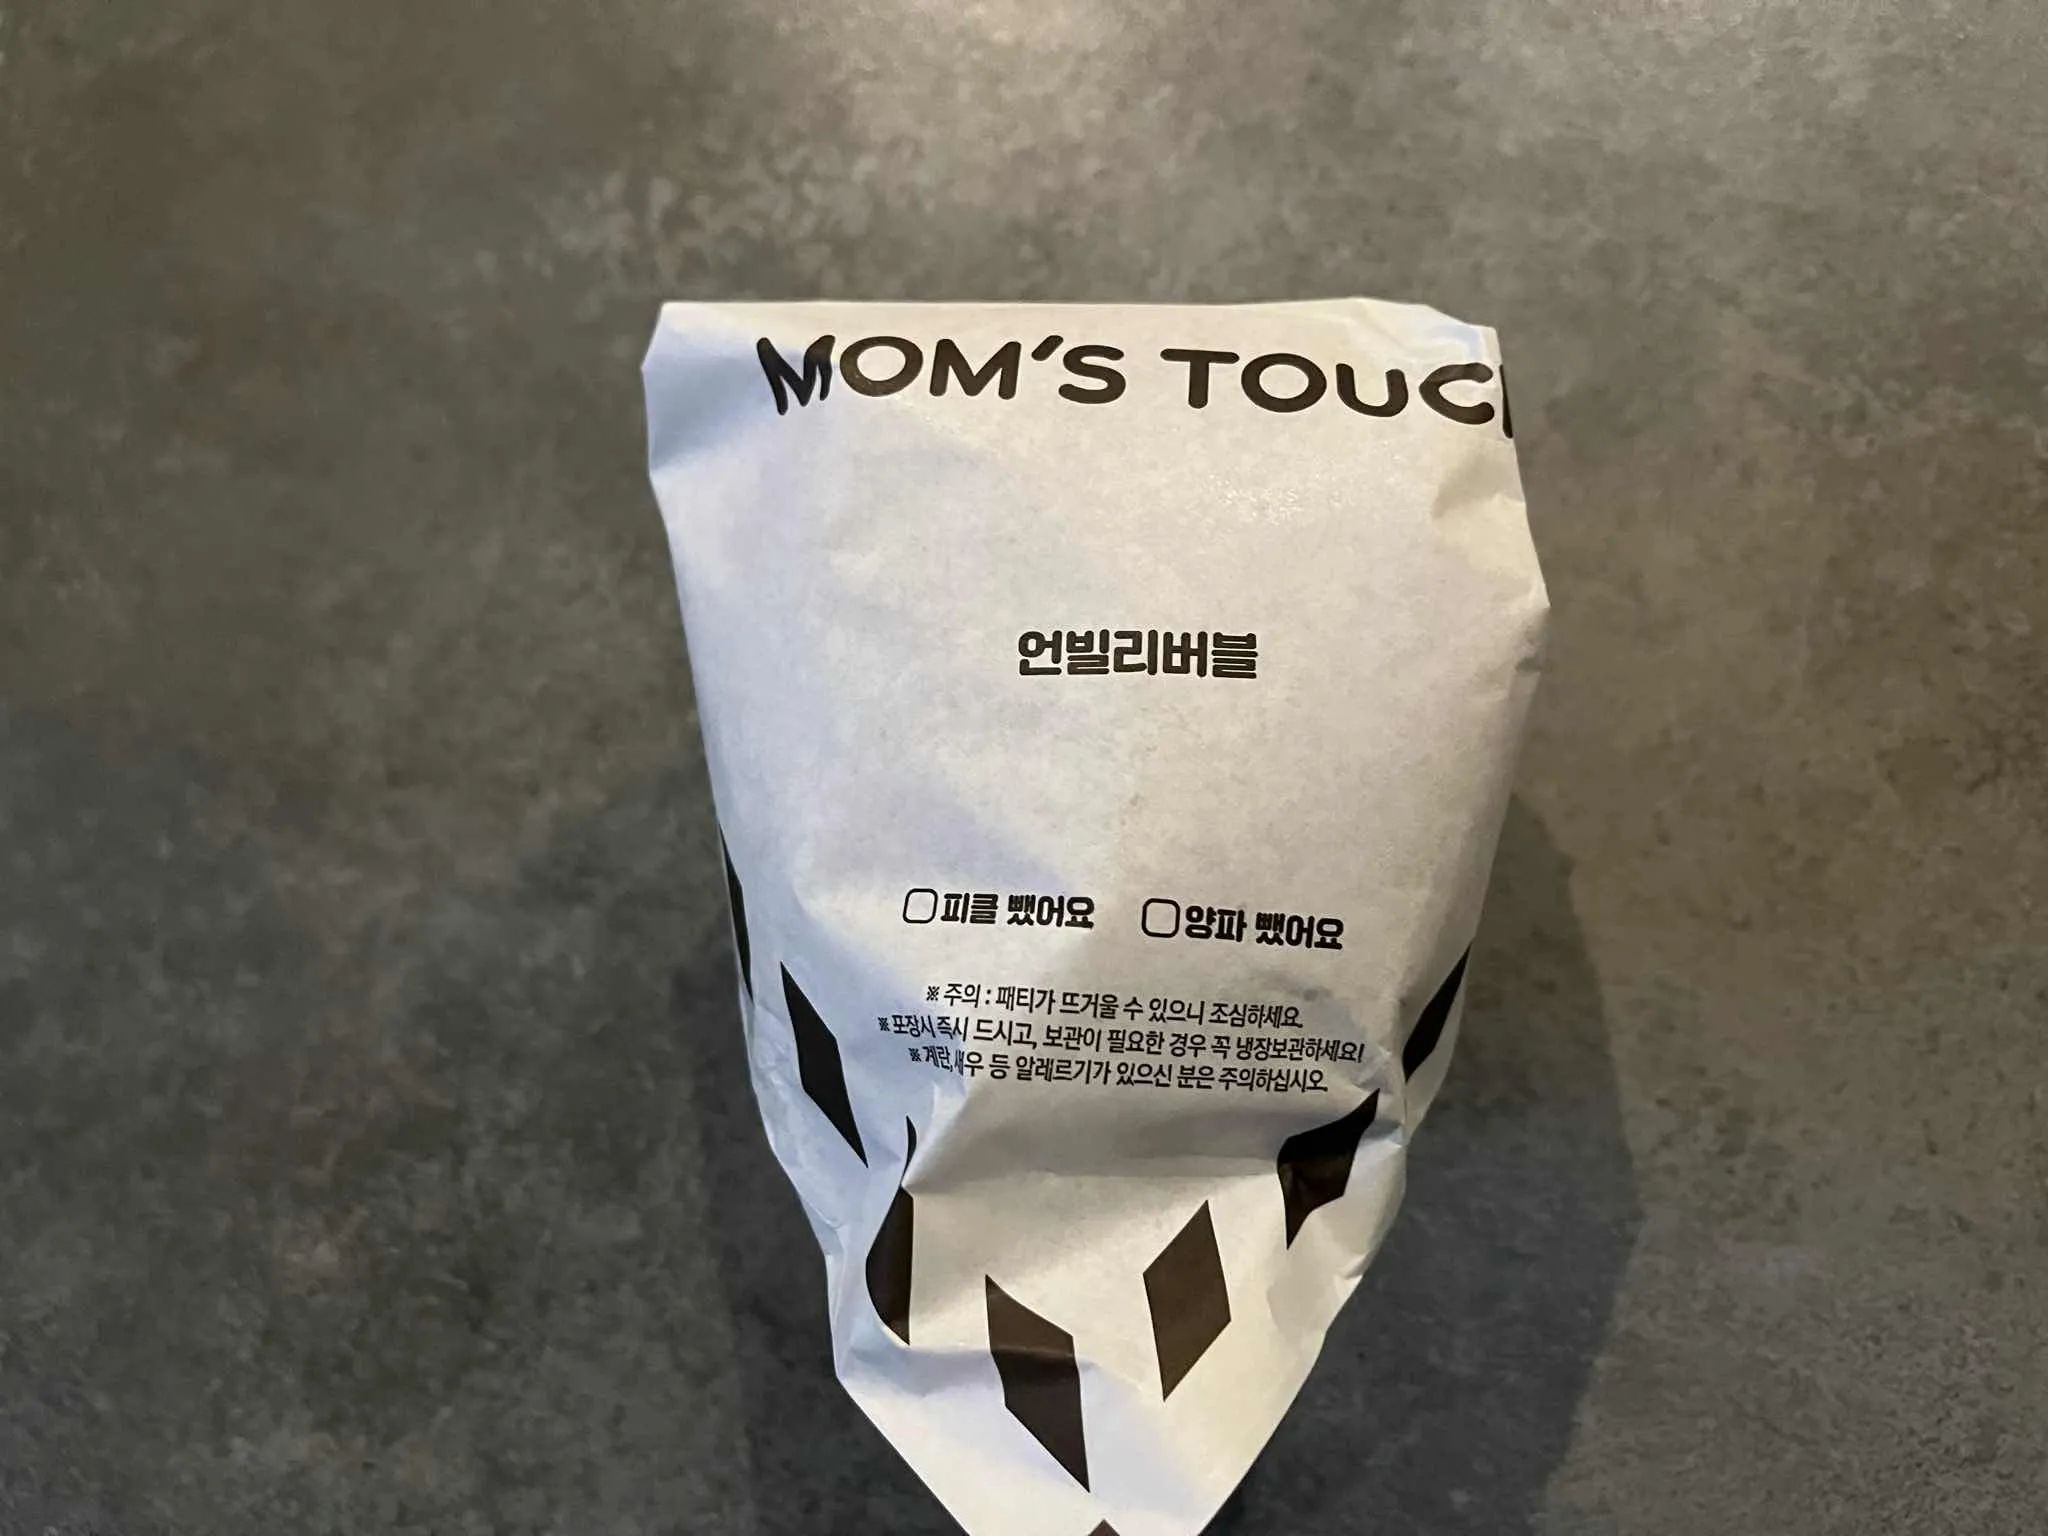 MOM'S TOUC
언빌리버블
피클 뺐어요 양파 뺐어요
※ 주의 : 패티가 뜨거울 수 있으니 조심하세요.
※ 포장시 즉시 드시고, 보관이 필요한 경우 꼭 냉장보관하세요!
※ 계란, 새우 등 알레르기가 있으신 분은 주의하십시오.